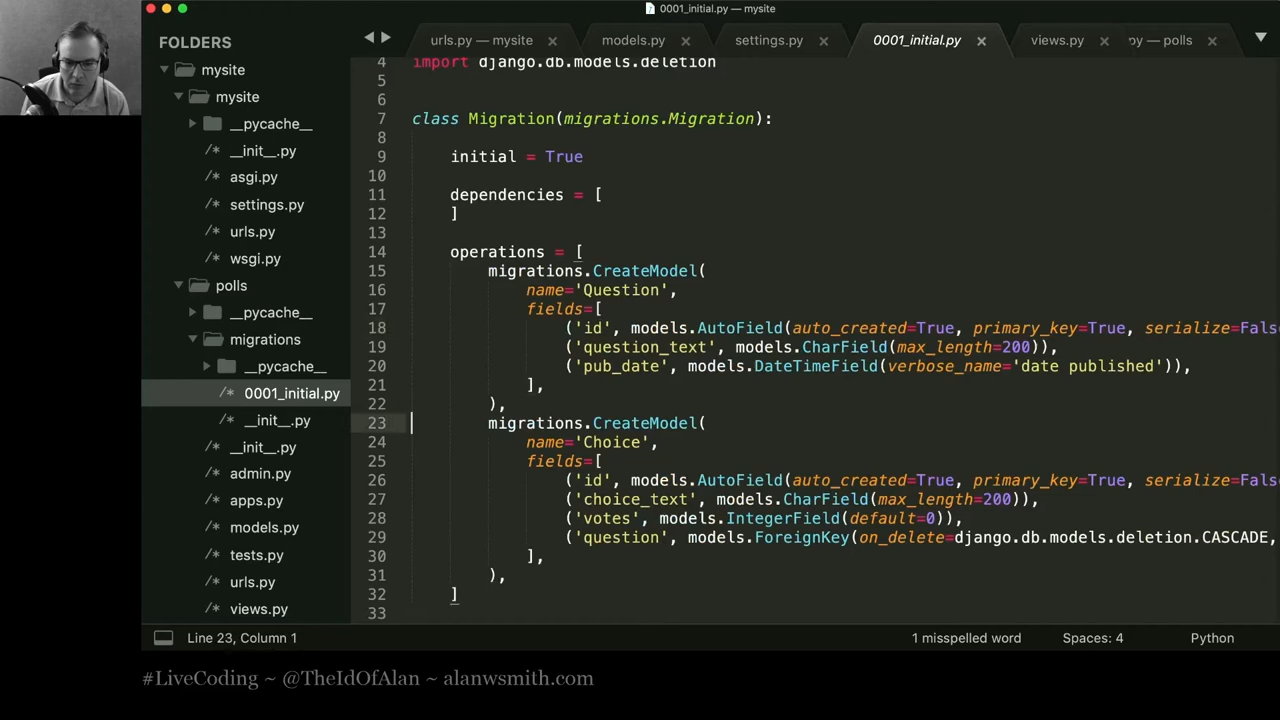 0001_initial.py — mysite
FOLDERS
mysite
mysite
__pycache__
/* __init__.py
/* asgi.py
/* settings.py
/* urls.py
/* wsgi.py
polls
__pycache__
migrations
__pycache__
/* 0001_initial.py
/* __init__.py
/* __init__.py
/* admin.py
/* apps.py
/* models.py
/* tests.py
/* urls.py
/* views.py
urls.py — mysite × models.py × settings.py × 0001_initial.py × views.py × py — polls ×
4 import django.db.models.deletion
5
6
7 class Migration(migrations.Migration):
8
9 initial = True
10
11 dependencies = [
12 ]
13
14 operations = [
15 migrations.CreateModel(
16 name='Question',
17 fields=[
18 ('id', models.AutoField(auto_created=True, primary_key=True, serialize=Fals
19 ('question_text', models.CharField(max_length=200)),
20 ('pub_date', models.DateTimeField(verbose_name='date published')),
21 ],
22 ),
23 migrations.CreateModel(
24 name='Choice',
25 fields=[
26 ('id', models.AutoField(auto_created=True, primary_key=True, serialize=Fals
27 ('choice_text', models.CharField(max_length=200)),
28 ('votes', models.IntegerField(default=0)),
29 ('question', models.ForeignKey(on_delete=django.db.models.deletion.CASCADE,
30 ],
31 ),
32 ]
33
Line 23, Column 1 1 misspelled word Spaces: 4 Python
#LiveCoding ~ @TheIdOfAlan ~ alanwsmith.com